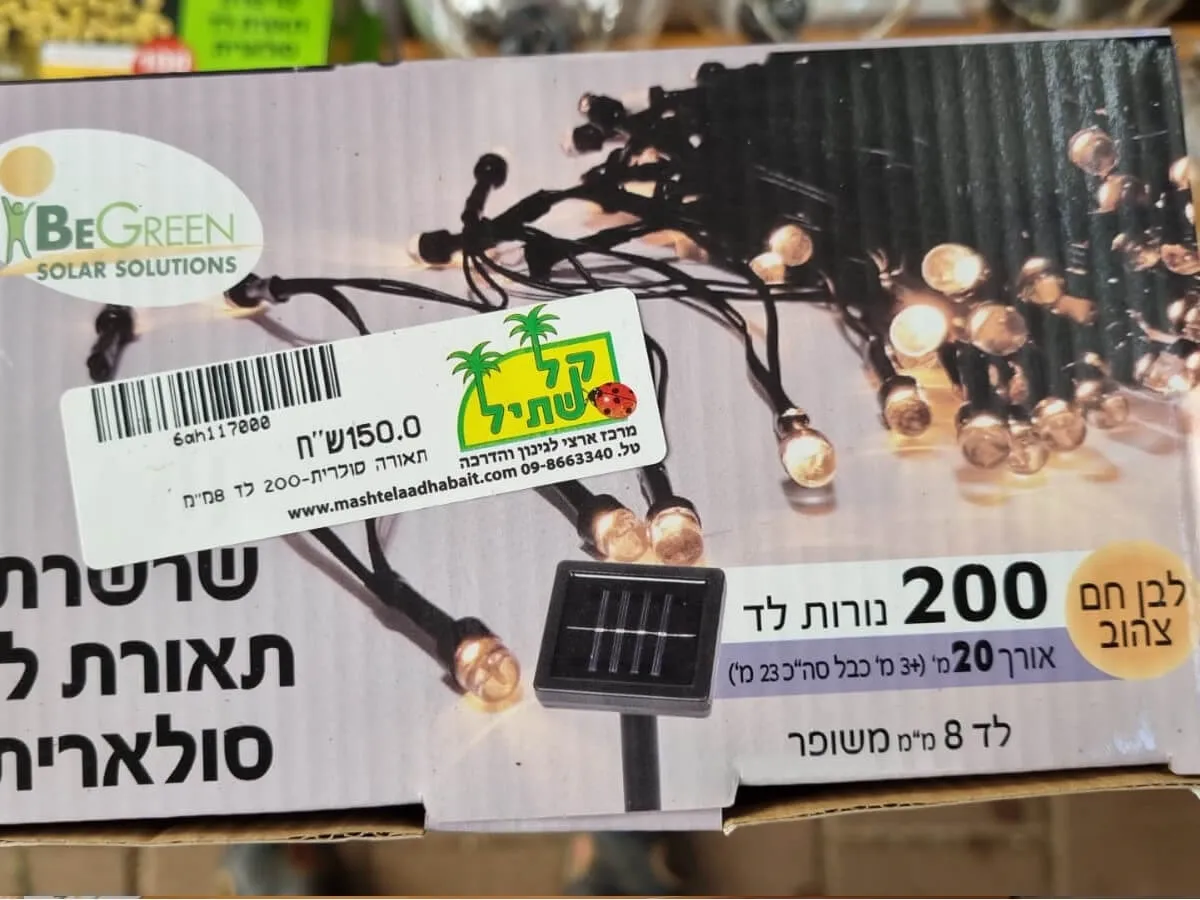 BeGreen
SOLAR SOLUTIONS
6ah117000
150.0ש"ח
תאורה סולרית-200 לד 8מ"מ
קל
שתיל
מרכז ארצי לגינון והדרכה
טל. 09-8663340 www.mashtelaadhabait.com
שרשרת
תאורת ל
סולארית
200 נורות לד
אורך 20 מ' (+3 מ' כבל סה"כ 23 מ')
לד 8 מ"מ משופר
לבן חם
צהוב